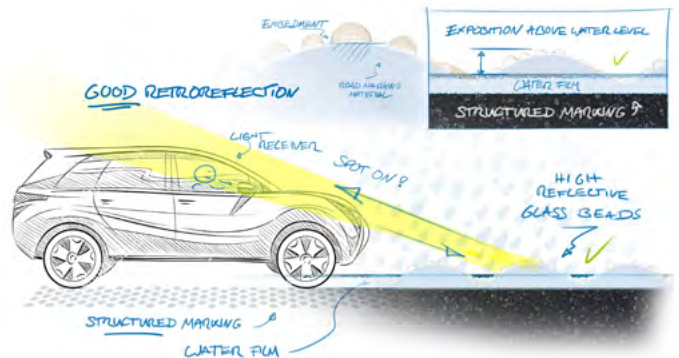 EMBEDMENT
ROAD MARKING
MATERIAL
EXPOSITION ABOVE WATER LEVEL
WATER FILM
STRUCTURED MARKING
GOOD RETROREFLECTION
LIGHT
RECEIVER
SPOT ON!
HIGH
REFLECTIVE
GLASS BEADS
STRUCTURED MARKING
WATER FILM